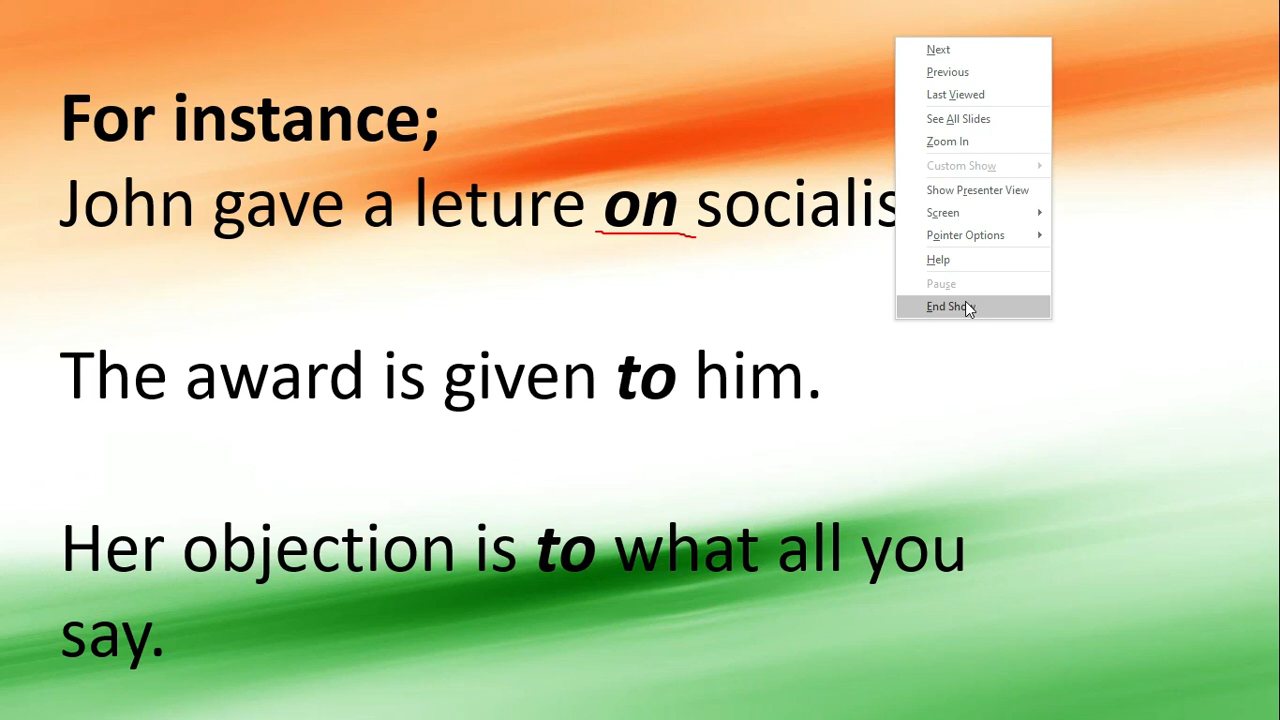 For instance;
John gave a leture on socialis
The award is given to him.
Her objection is to what all you
say.
Next
Previous
Last Viewed
See All Slides
Zoom In
Custom Show
Show Presenter View
Screen
Pointer Options
Help
Pause
End Show